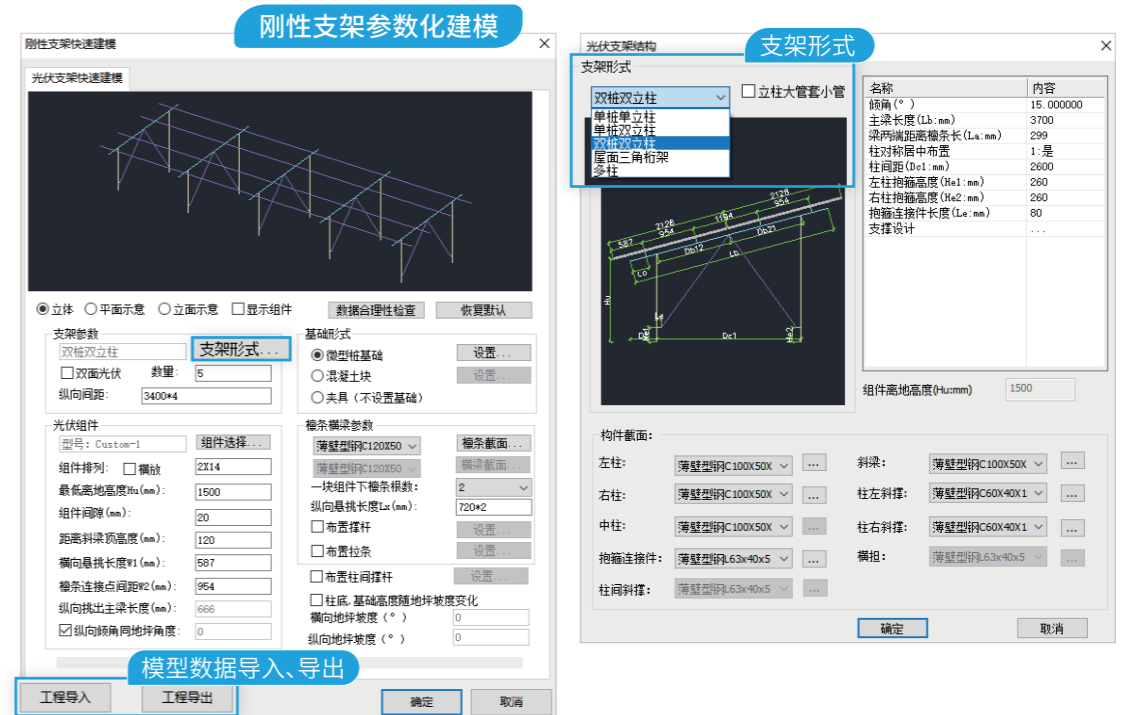 刚性支架参数化建模
刚性支架快速建模
光伏支架快速建模
立体 平面示意 立面示意 显示组件 数据合理性检查 恢复默认
支架参数
双桩双立柱 支架形式...
双面光伏 数量: 5
纵向间距: 3400*4
光伏组件
型号: Custom-1 组件选择...
组件排列: 横放 2X14
最低离地高度Hu(mm): 1500
组件间隙(mm): 20
距离斜梁顶高度(mm): 120
横向悬挑长度W1(mm): 587
檩条连接点间距W2(mm): 954
纵向挑出主梁长度(mm): 666
纵向倾角同地坪角度: 0
基础形式
微型桩基础 设置...
混凝土块 设置...
夹具（不设置基础）
檩条横梁参数
薄壁型钢C120X50 檩条截面...
薄壁型钢C120X50 横梁截面...
一块组件下檩条根数: 2
纵向悬挑长度Lx(mm): 720*2
布置撑杆 设置...
布置拉条 设置...
布置柱间撑杆 设置...
柱底,基础高度随地坪坡度变化
横向地坪坡度（°） 0
纵向地坪坡度（°） 0
模型数据导入、导出
工程导入 工程导出 确定 取消
光伏支架结构
支架形式
支架形式
双桩双立柱 立柱大管套小管
单桩单立柱
单桩双立柱
双桩双立柱
屋面三角桁架
多柱
2128
954
1194
2128
954
587
Db21
Db12
Lb
Lo
Hu
Le
He1
Dc1
He2
名称 内容
倾角(°) 15.000000
主梁长度(Lb:mm) 3700
梁两端距离檩条长(La:mm) 299
柱对称居中布置 1:是
柱间距(Dc1:mm) 2600
左柱抱箍高度(He1:mm) 260
右柱抱箍高度(He2:mm) 260
抱箍连接件长度(Le:mm) 80
支撑设计 ...
组件离地高度(Hu:mm) 1500
构件截面:
左柱: 薄壁型钢C100X50X ... 斜梁: 薄壁型钢C100X50X ...
右柱: 薄壁型钢C100X50X ... 柱左斜撑: 薄壁型钢C60X40X1 ...
中柱: 薄壁型钢C100X50X ... 柱右斜撑: 薄壁型钢C60X40X1 ...
抱箍连接件: 薄壁型钢L63x40x5 ... 横担: 薄壁型钢L63x40x5 ...
柱间斜撑: 薄壁型钢L63x40x5 ...
确定 取消